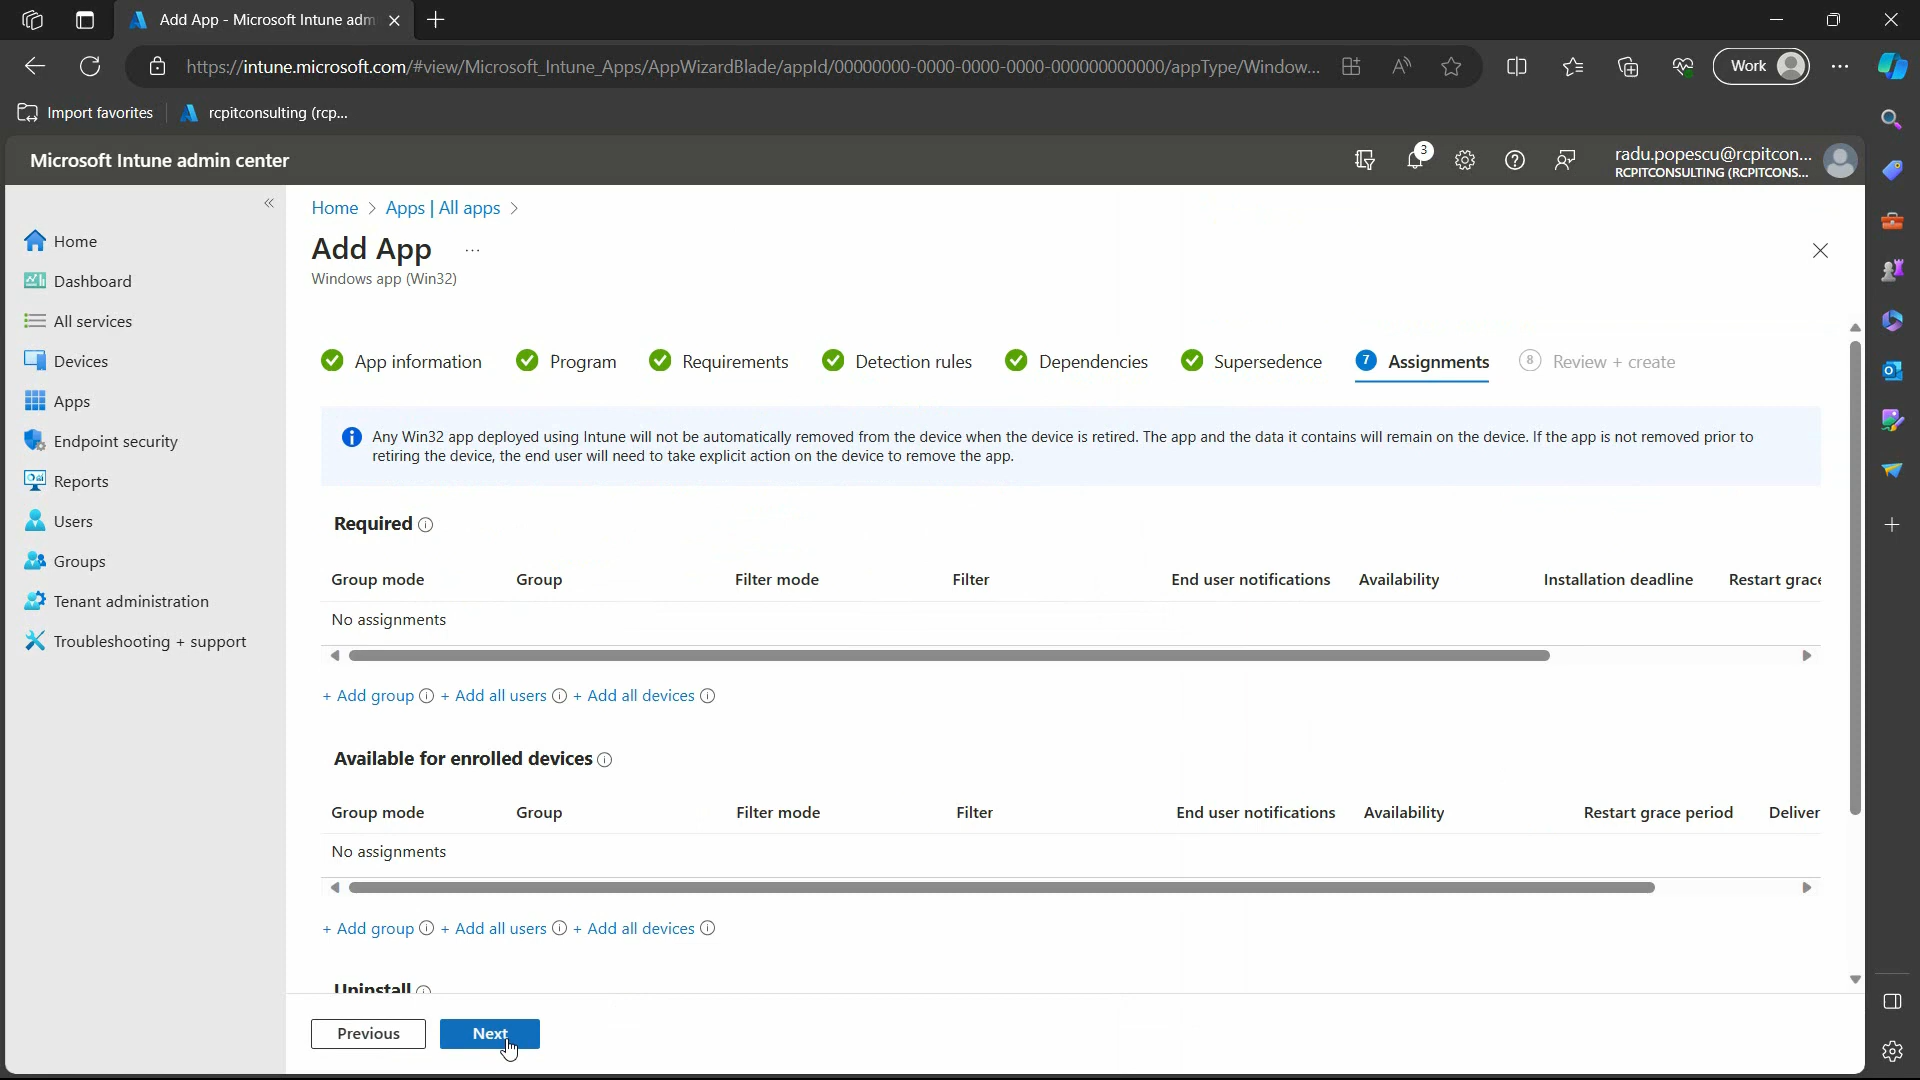 Add App - Microsoft Intune adm
https://intune.microsoft.com/#view/Microsoft_Intune_Apps/AppWizardBlade/appId/00000000-0000-0000-0000-000000000000/appType/Window...
Work
Import favorites
rcpitconsulting (rcp...
Microsoft Intune admin center
3
radu.popescu@rcpitcon...
RCPITCONSULTING (RCPITCONS...
Home > Apps | All apps >
Add App ...
Windows app (Win32)
Home
Dashboard
All services
Devices
Apps
Endpoint security
Reports
Users
Groups
Tenant administration
Troubleshooting + support
App information Program Requirements Detection rules Dependencies Supersedence 7 Assignments 8 Review + create
Any Win32 app deployed using Intune will not be automatically removed from the device when the device is retired. The app and the data it contains will remain on the device. If the app is not removed prior to
retiring the device, the end user will need to take explicit action on the device to remove the app.
Required
Group mode Group Filter mode Filter End user notifications Availability Installation deadline Restart grace
No assignments
+ Add group + Add all users + Add all devices
Available for enrolled devices
Group mode Group Filter mode Filter End user notifications Availability Restart grace period Deliver
No assignments
+ Add group + Add all users + Add all devices
Uninstall
Previous Next